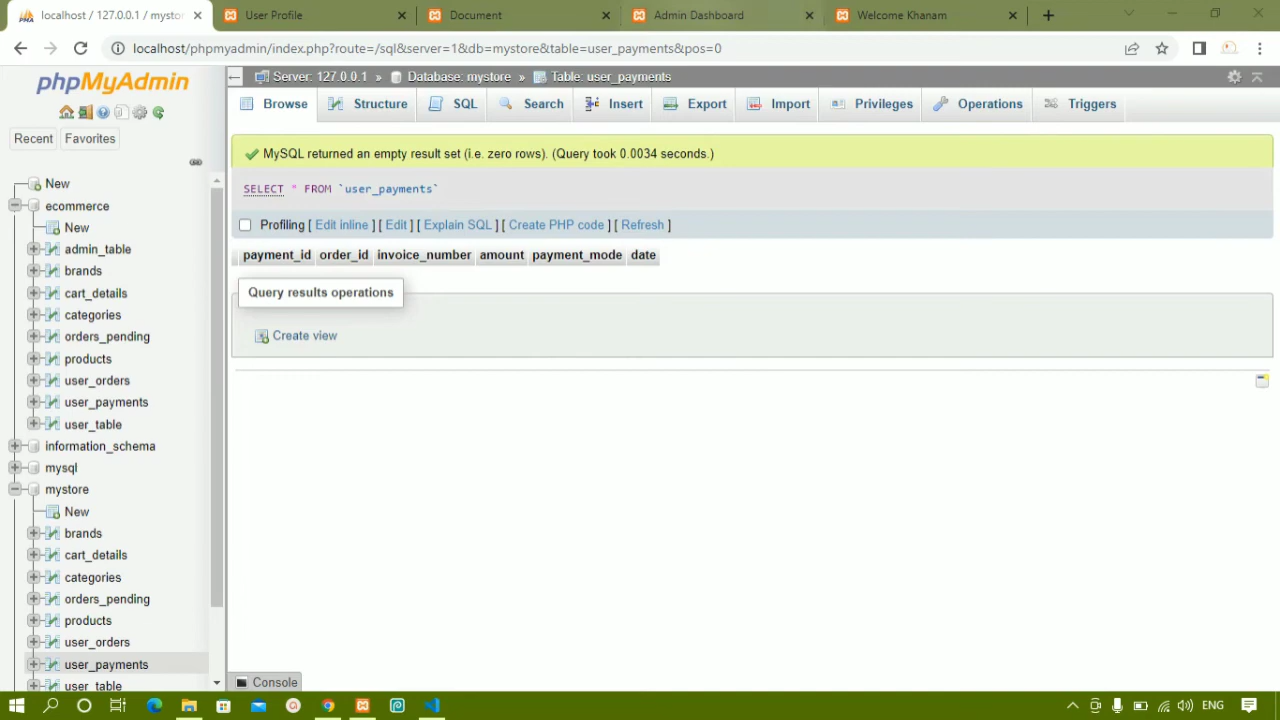 localhost / 127.0.0.1 / mysto
User Profile
Document
Admin Dashboard
Welcome Khanam
localhost/phpmyadmin/index.php?route=/sql&server=1&db=mystore&table=user_payments&pos=0
phpMyAdmin
Server: 127.0.0.1 » Database: mystore » Table: user_payments
Browse Structure SQL Search Insert Export Import Privileges Operations Triggers
Recent Favorites
MySQL returned an empty result set (i.e. zero rows). (Query took 0.0034 seconds.)
SELECT * FROM `user_payments`
Profiling [ Edit inline ] [ Edit ] [ Explain SQL ] [ Create PHP code ] [ Refresh ]
payment_id order_id invoice_number amount payment_mode date
Query results operations
Create view
New
ecommerce
New
admin_table
brands
cart_details
categories
orders_pending
products
user_orders
user_payments
user_table
information_schema
mysql
mystore
New
brands
cart_details
categories
orders_pending
products
user_orders
user_payments
user_table
Console
ENG